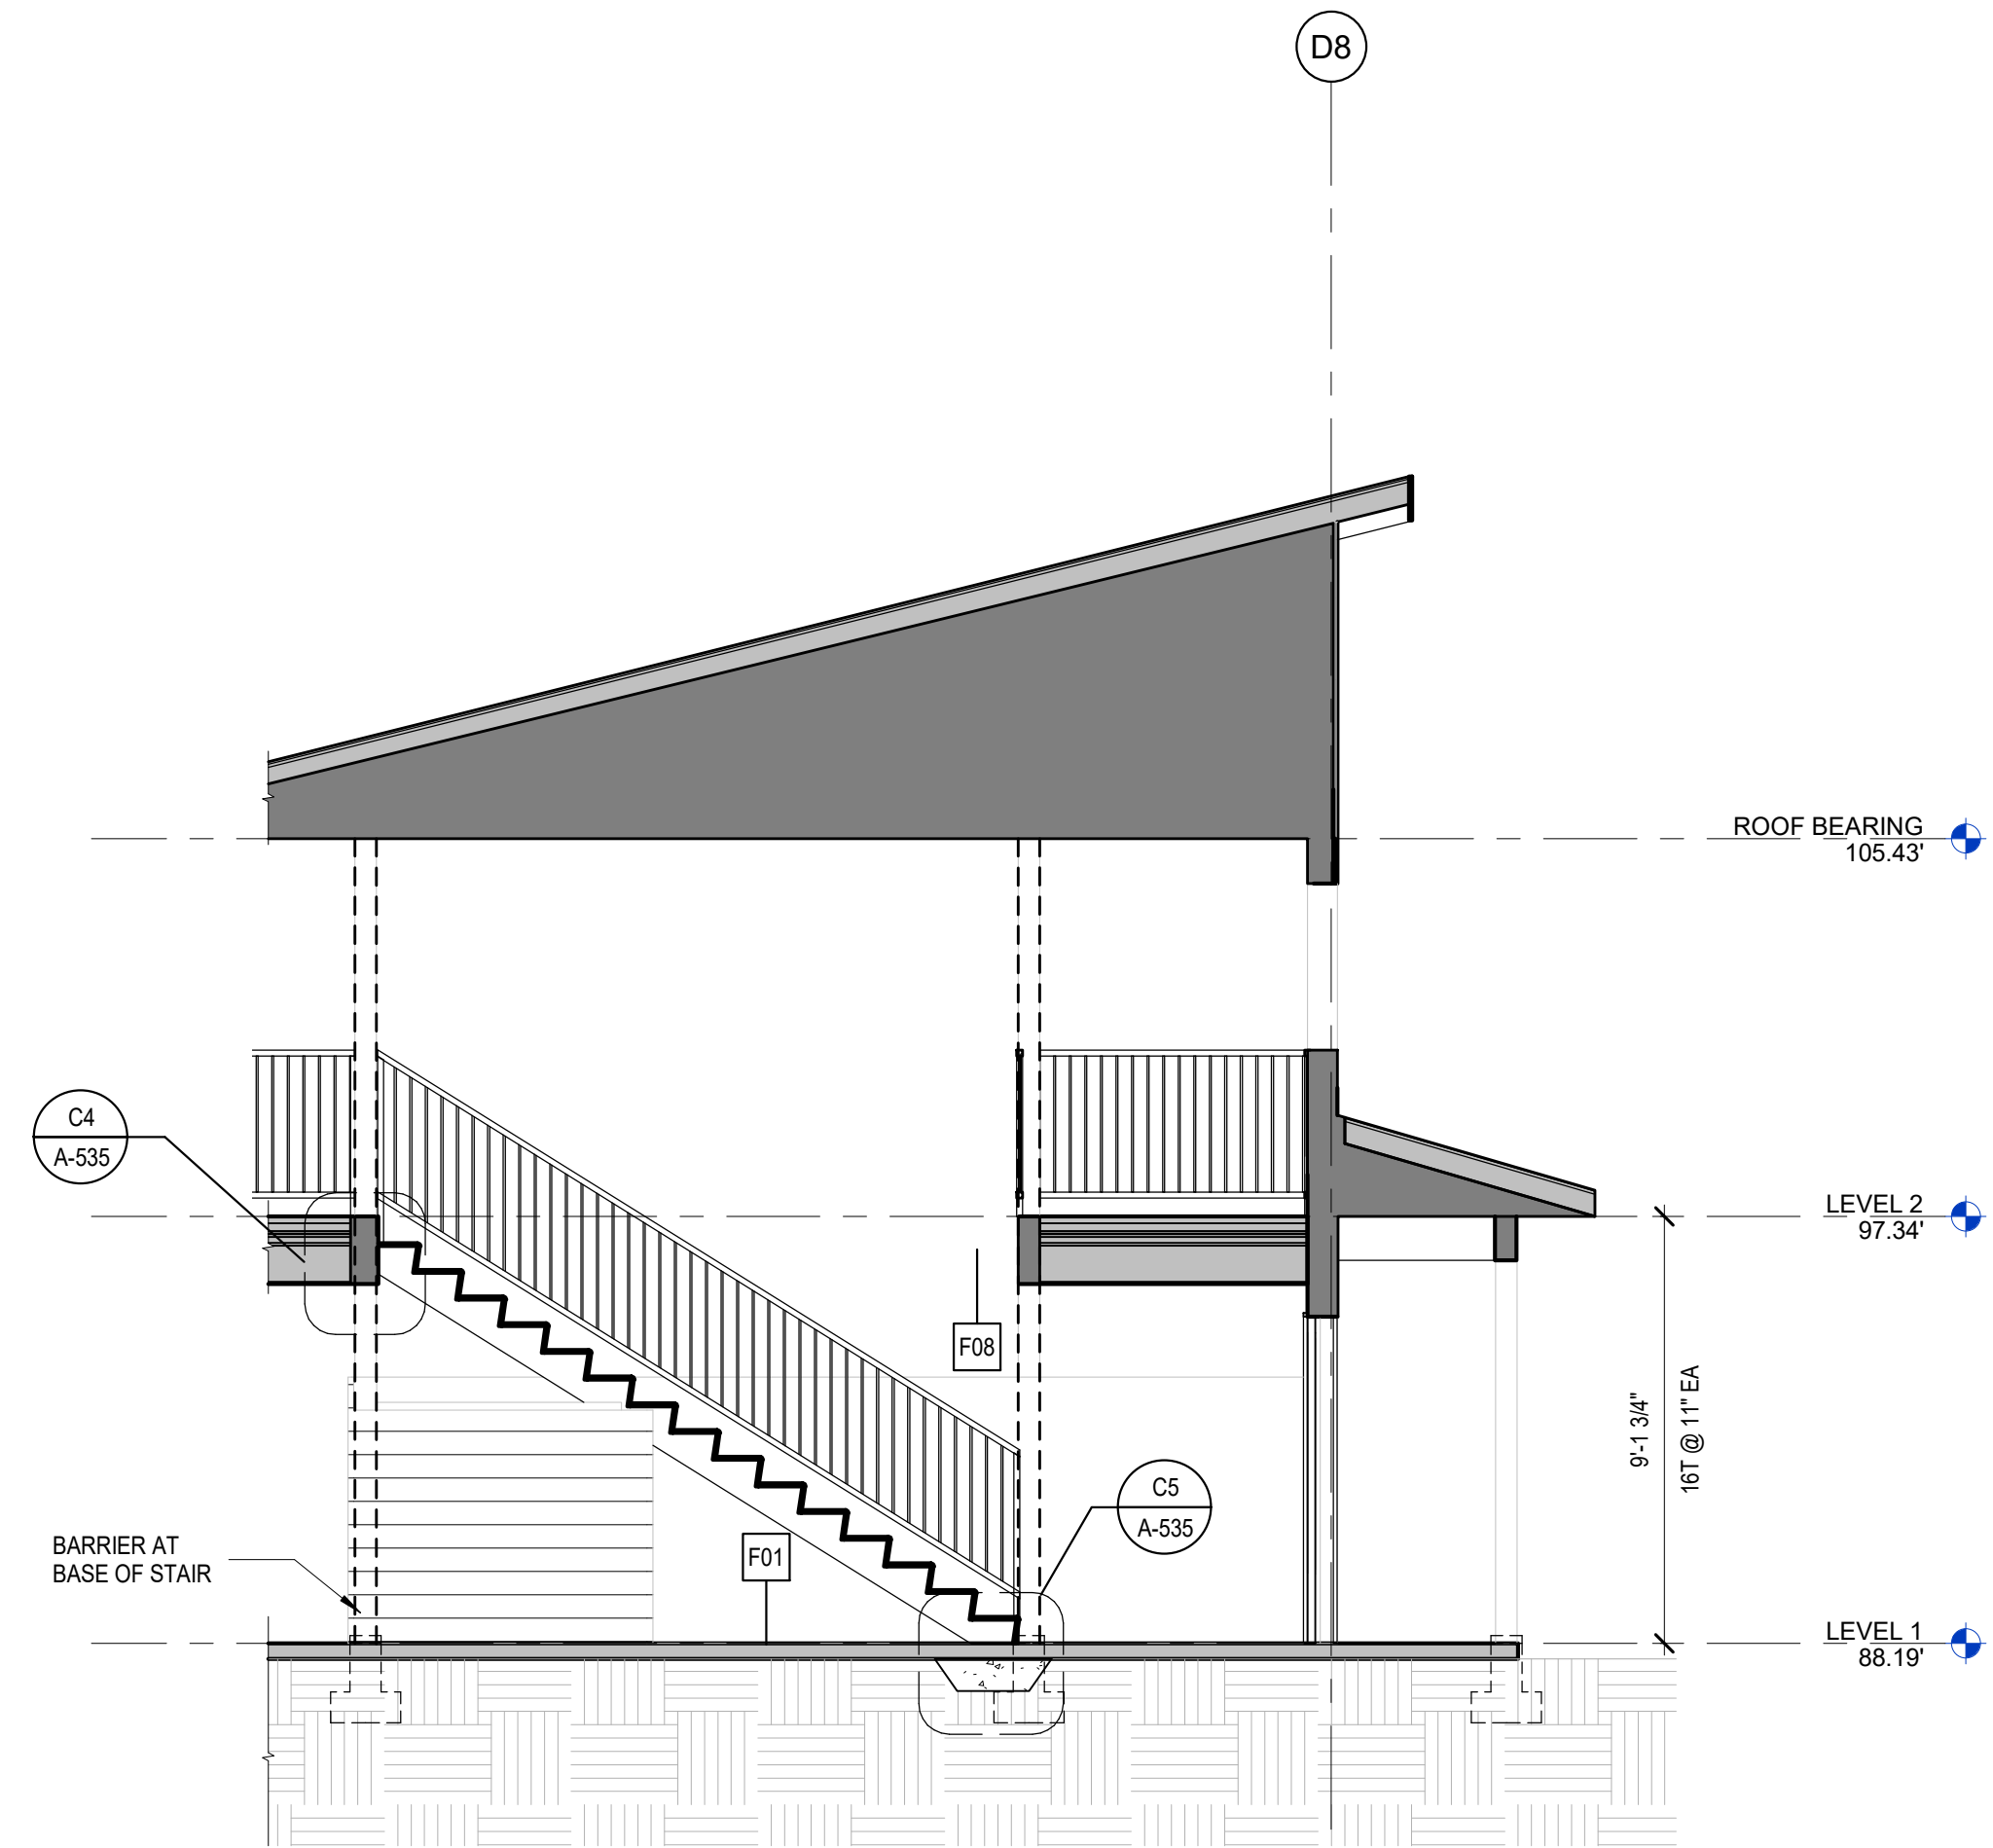 D8
ROOF BEARING
105.43'
C4
A-535
LEVEL 2
97.34'
F08
9'-1 3/4"
16T @ 11" EA
C5
A-535
BARRIER AT
BASE OF STAIR
F01
LEVEL 1
88.19'